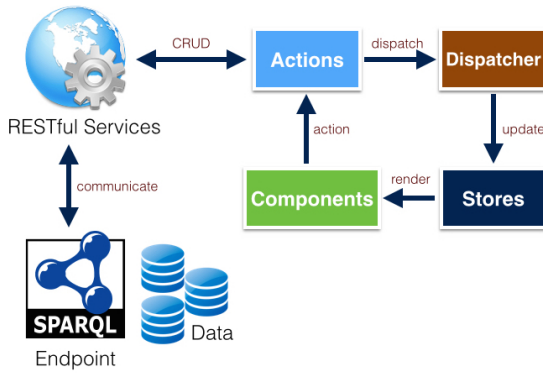 CRUD
Actions
dispatch
Dispatcher
RESTful Services
action
update
communicate
Components
render
Stores
SPARQL
Data
Endpoint